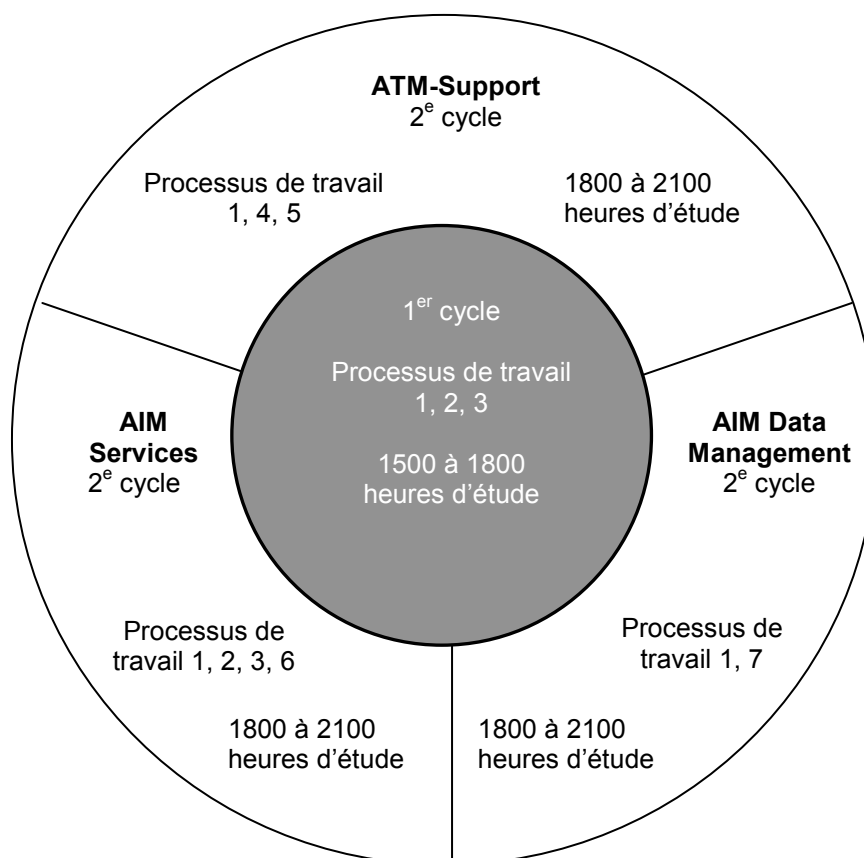 ATM-Support
2e cycle
Processus de travail
1, 4, 5
1800 à 2100
heures d’étude
1er cycle
Processus de travail
1, 2, 3
1500 à 1800
heures d’étude
AIM
Services
2e cycle
Processus de
travail 1, 2, 3, 6
1800 à 2100
heures d’étude
AIM Data
Management
2e cycle
Processus de
travail 1, 7
1800 à 2100
heures d’étude